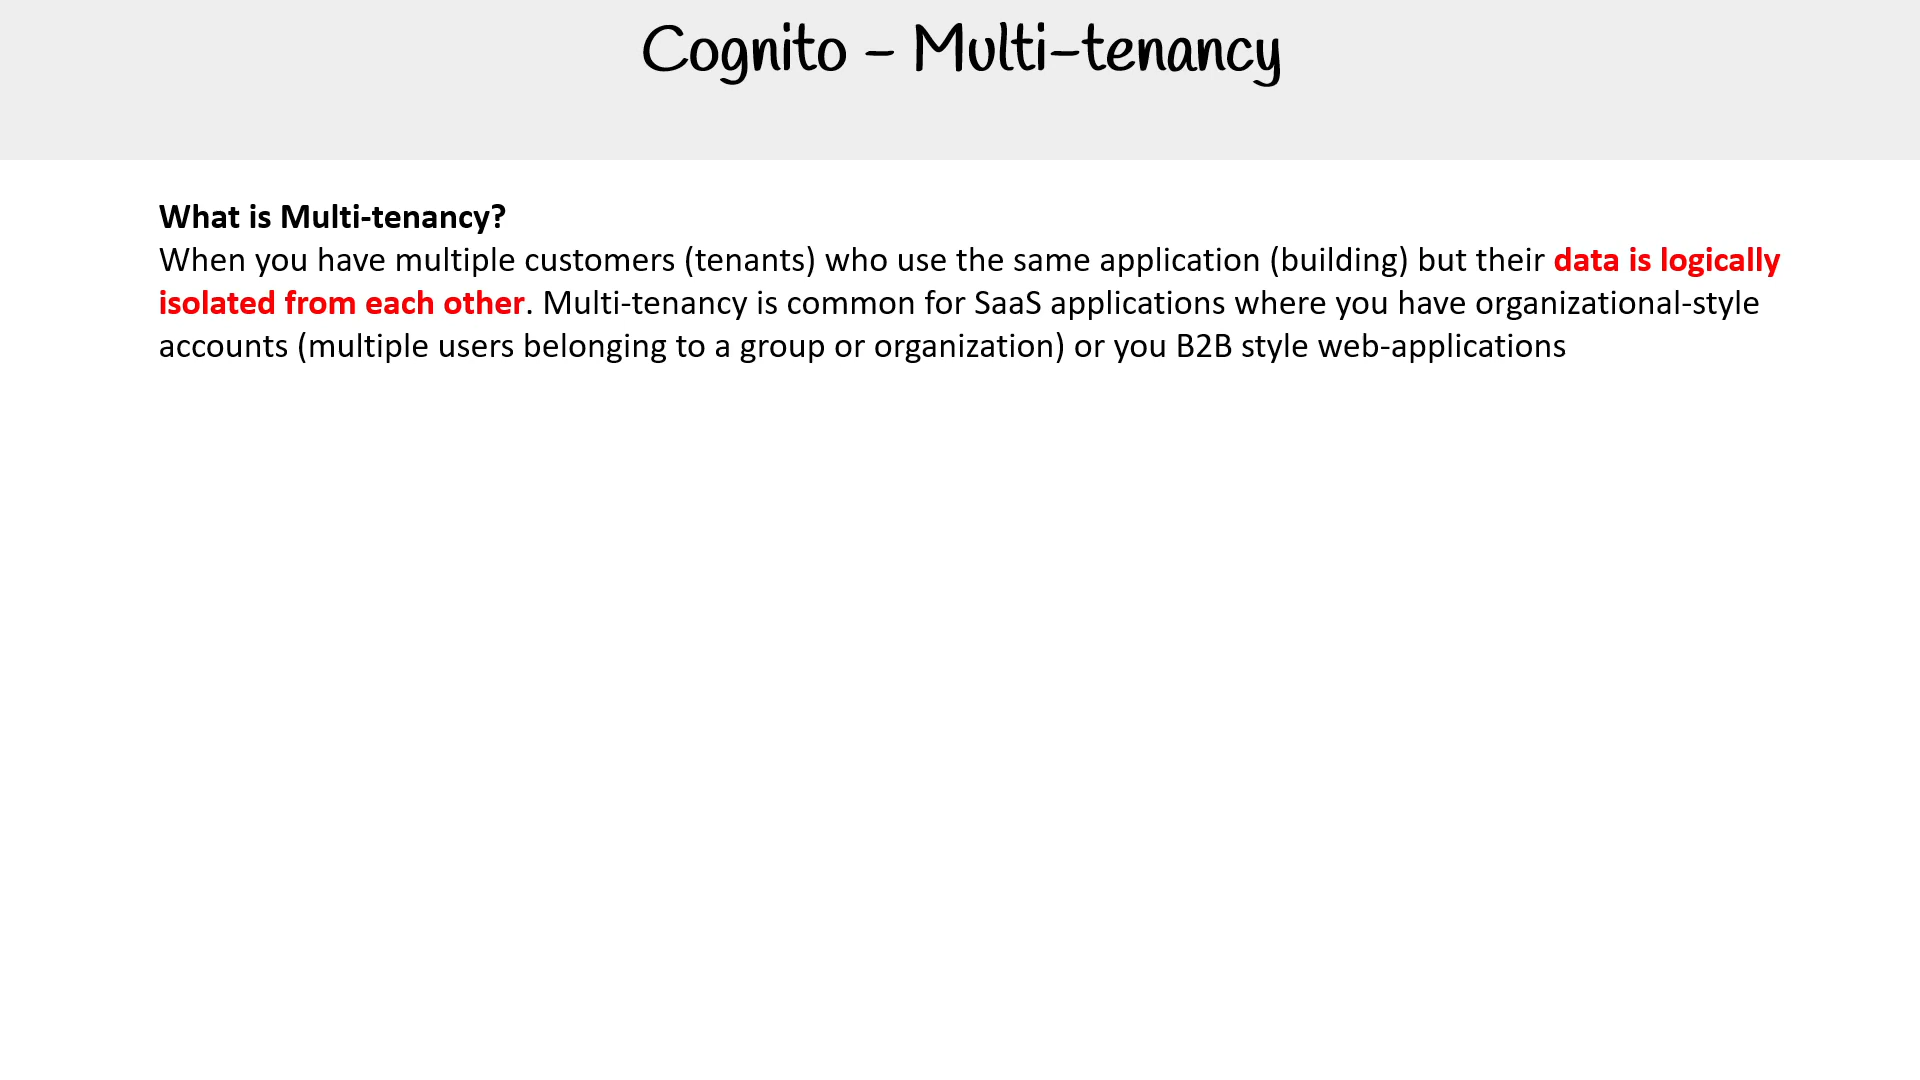 Cognito – Multi-tenancy
What is Multi-tenancy?
When you have multiple customers (tenants) who use the same application (building) but their data is logically
isolated from each other. Multi-tenancy is common for SaaS applications where you have organizational-style
accounts (multiple users belonging to a group or organization) or you B2B style web-applications